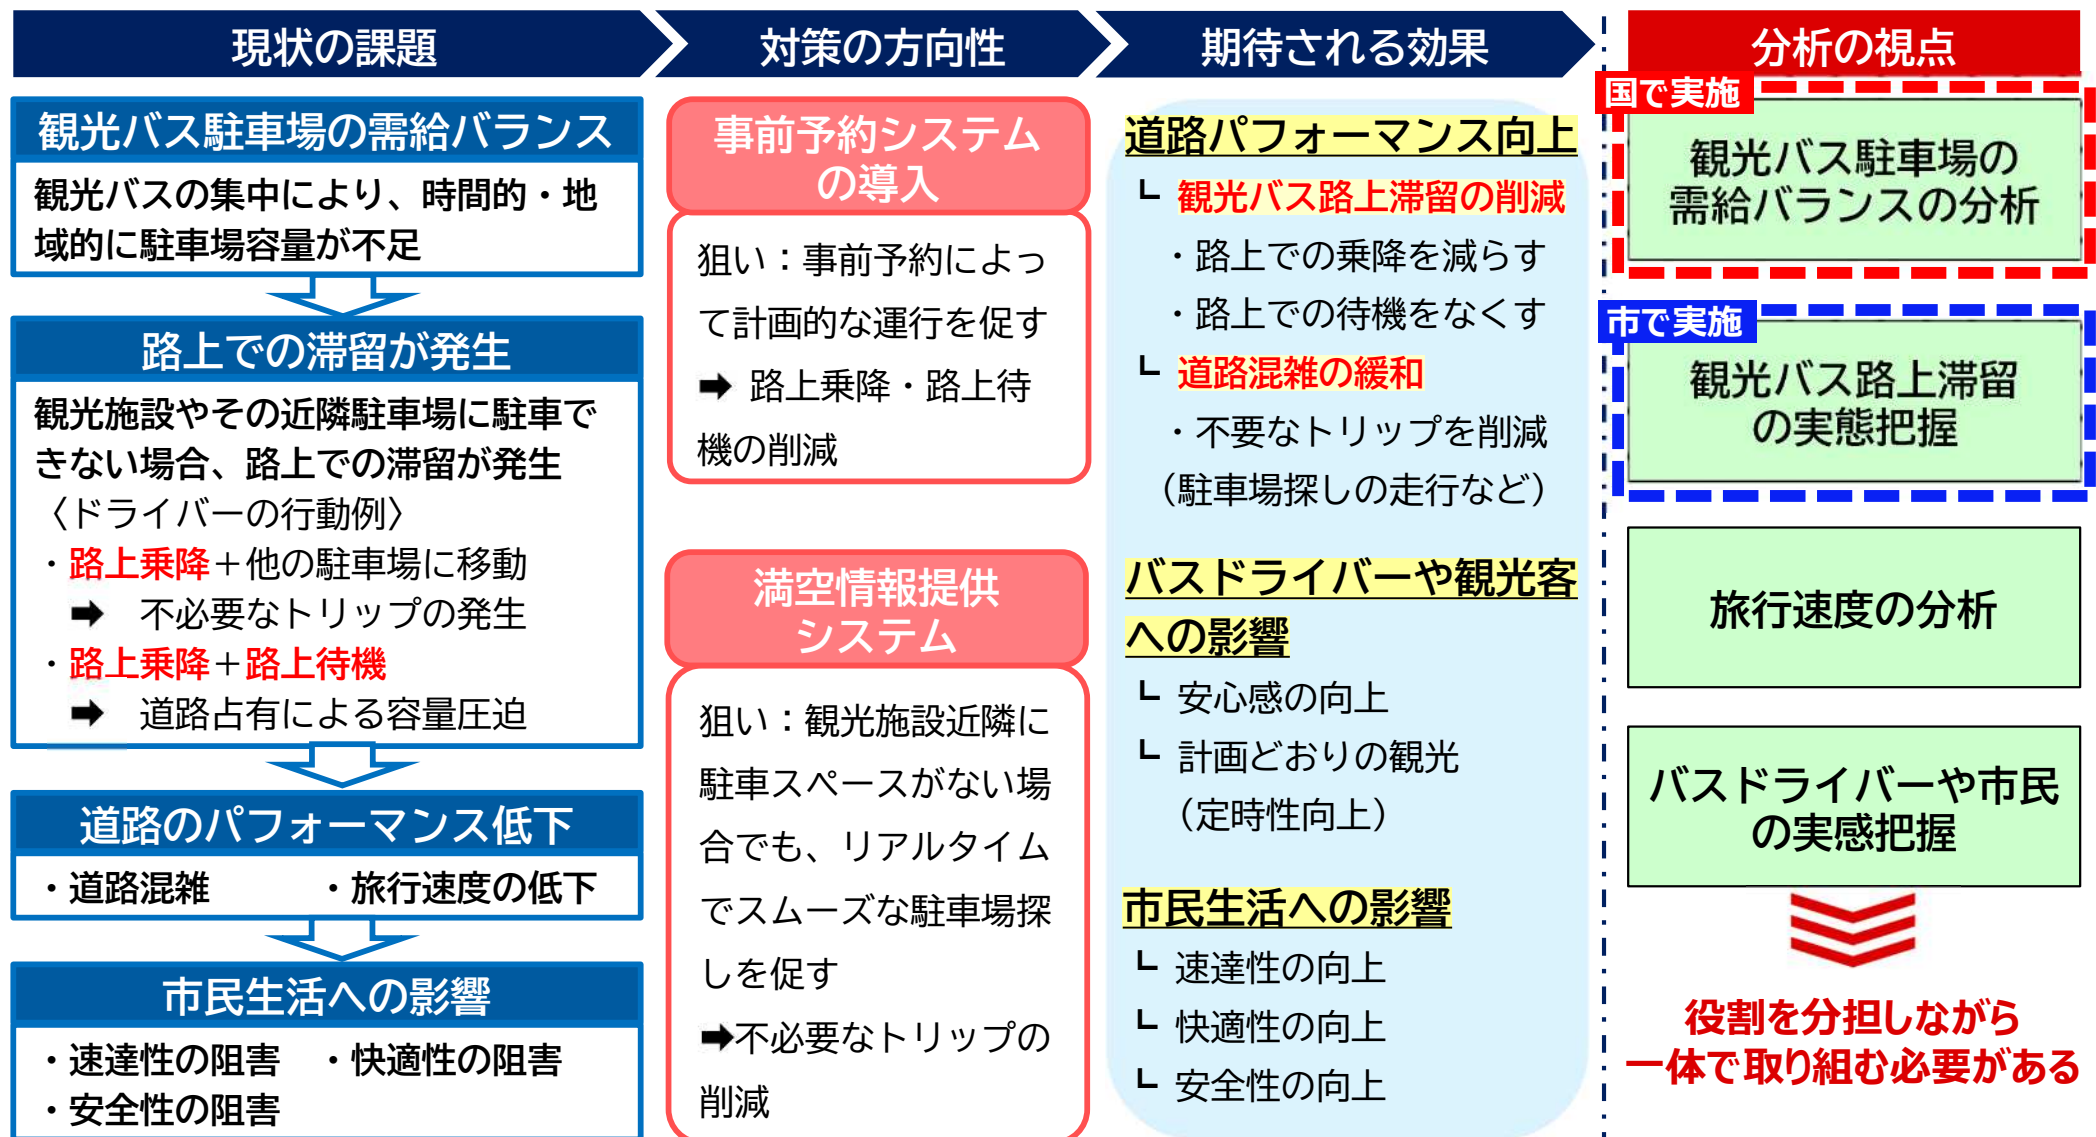 現状の課題
対策の方向性
期待される効果
分析の視点
観光バス駐車場の需給バランス
観光バスの集中により、時間的・地
域的に駐車場容量が不足
路上での滞留が発生
観光施設やその近隣駐車場に駐車で
きない場合、路上での滞留が発生
〈ドライバーの行動例〉
・路上乗降＋他の駐車場に移動
➡ 不必要なトリップの発生
・路上乗降＋路上待機
➡ 道路占有による容量圧迫
道路のパフォーマンス低下
・道路混雑 ・旅行速度の低下
市民生活への影響
・速達性の阻害 ・快適性の阻害
・安全性の阻害
事前予約システム
の導入
狙い：事前予約によっ
て計画的な運行を促す
➡ 路上乗降・路上待
機の削減
満空情報提供
システム
狙い：観光施設近隣に
駐車スペースがない場
合でも、リアルタイム
でスムーズな駐車場探
しを促す
➡不必要なトリップの
削減
道路パフォーマンス向上
┗ 観光バス路上滞留の削減
・路上での乗降を減らす
・路上での待機をなくす
┗ 道路混雑の緩和
・不要なトリップを削減
（駐車場探しの走行など）
バスドライバーや観光客
への影響
┗ 安心感の向上
┗ 計画どおりの観光
（定時性向上）
市民生活への影響
┗ 速達性の向上
┗ 快適性の向上
┗ 安全性の向上
国で実施
観光バス駐車場の
需給バランスの分析
市で実施
観光バス路上滞留
の実態把握
旅行速度の分析
バスドライバーや市民
の実感把握
役割を分担しながら
一体で取り組む必要がある